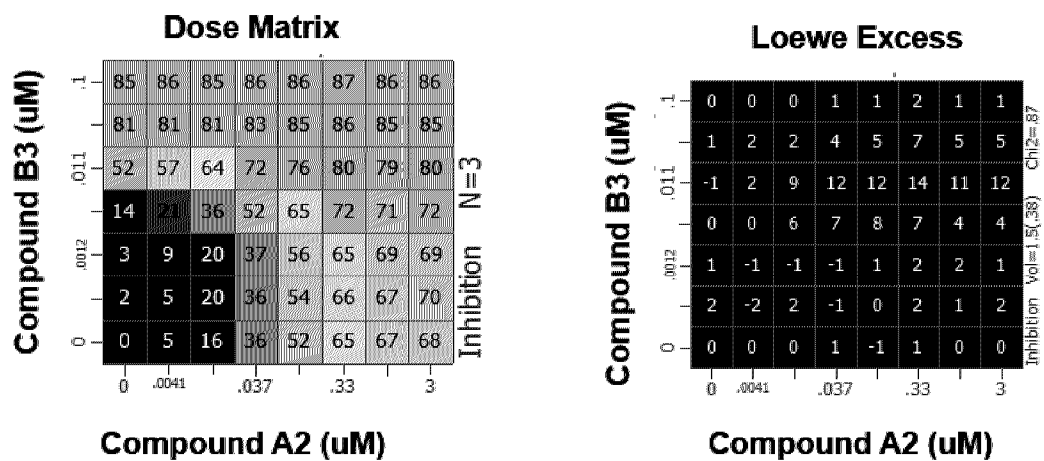 Dose Matrix
Compound B3 (uM)
.1
.011
.0012
0
85 86 85 86 86 87 86 86
81 81 81 83 85 86 85 85
52 57 64 72 76 80 79 80
14 21 36 52 65 72 71 72
3 9 20 37 56 65 69 69
2 5 20 36 54 66 67 70
0 5 16 36 52 65 67 68
Inhibition N=3
0 .0041 .037 .33 3
Compound A2 (uM)
Loewe Excess
Compound B3 (uM)
.1
.011
.0012
0
0 0 0 1 1 2 1 1
1 2 2 4 5 7 5 5
-1 2 9 12 12 14 11 12
0 0 6 7 8 7 4 4
1 -1 -1 -1 1 2 2 1
2 -2 2 -1 0 2 1 2
0 0 0 1 -1 1 0 0
Inhibition Vol=1.5(.38) Chi2=.87
0 .0041 .037 .33 3
Compound A2 (uM)